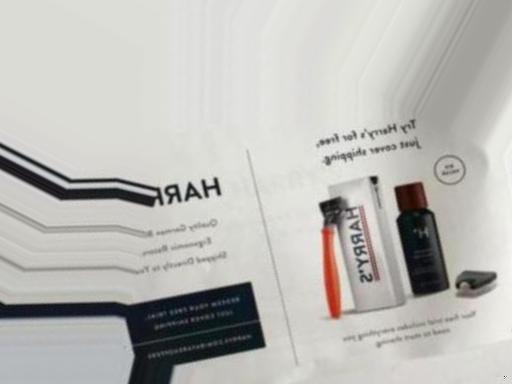 Try Harry's for free,
just cover shipping.
HARR
Quality German B
Ergonomic Razors
Shipped Directly to You
REDEEM YOUR FREE TRIAL,
JUST COVER SHIPPING
HARRY'S
H
Your free trial includes everything you
need to start shaving.